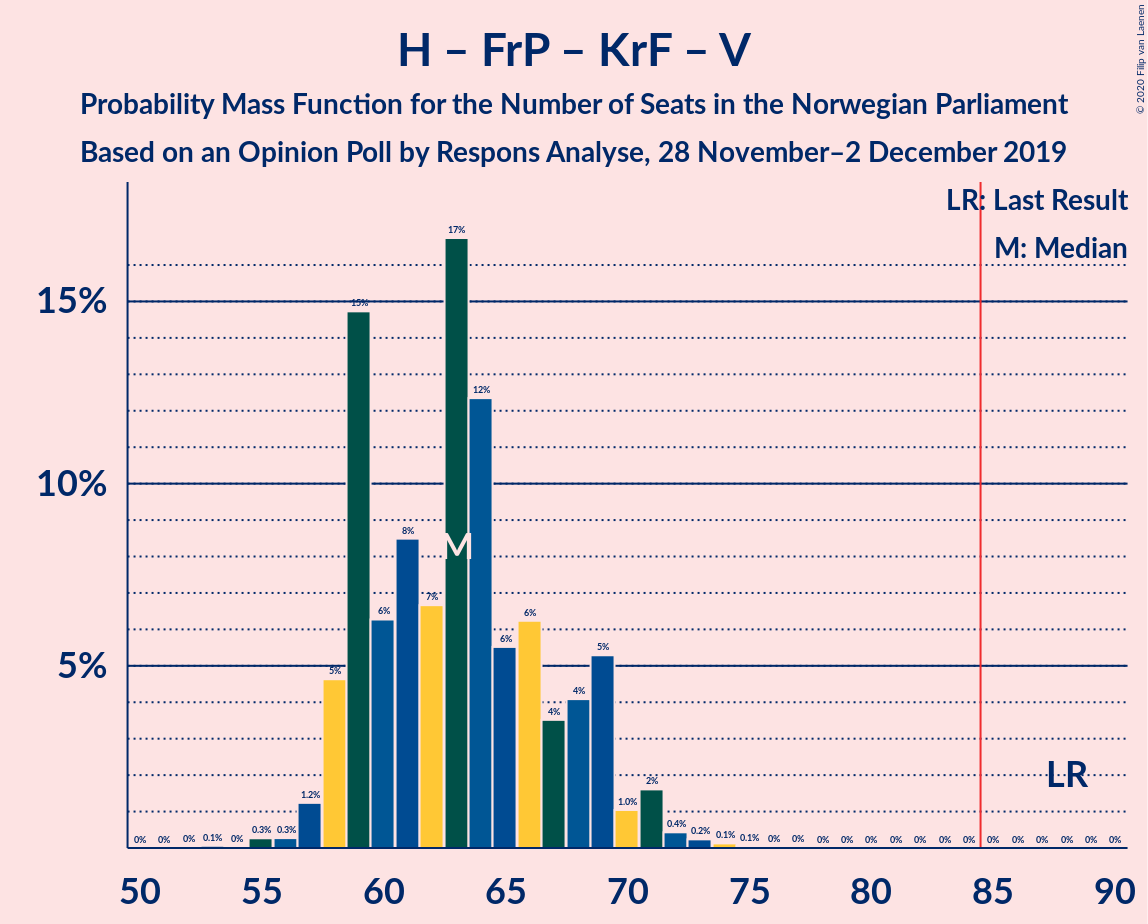 H – FrP – KrF – V
Probability Mass Function for the Number of Seats in the Norwegian Parliament
Based on an Opinion Poll by Respons Analyse, 28 November–2 December 2019
© 2020 Filip van Laenen
LR: Last Result
M: Median
15%
10%
5%
0% 0% 0% 0.1% 0% 0.3% 0.3% 1.2% 5% 15% 6% 8% 7% 17% 12% 6% 6% 4% 4% 5% 1.0% 2% 0.4% 0.2% 0.1% 0.1% 0% 0% 0% 0% 0% 0% 0% 0% 0% 0% 0% 0% 0% 0% 0%
M
LR
50 55 60 65 70 75 80 85 90